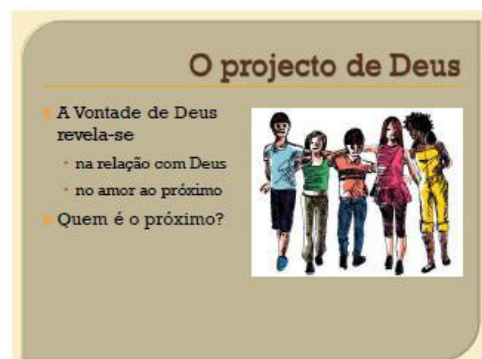 O projecto de Deus
A Vontade de Deus
revela-se
na relação com Deus
no amor ao próximo
Quem é o próximo?